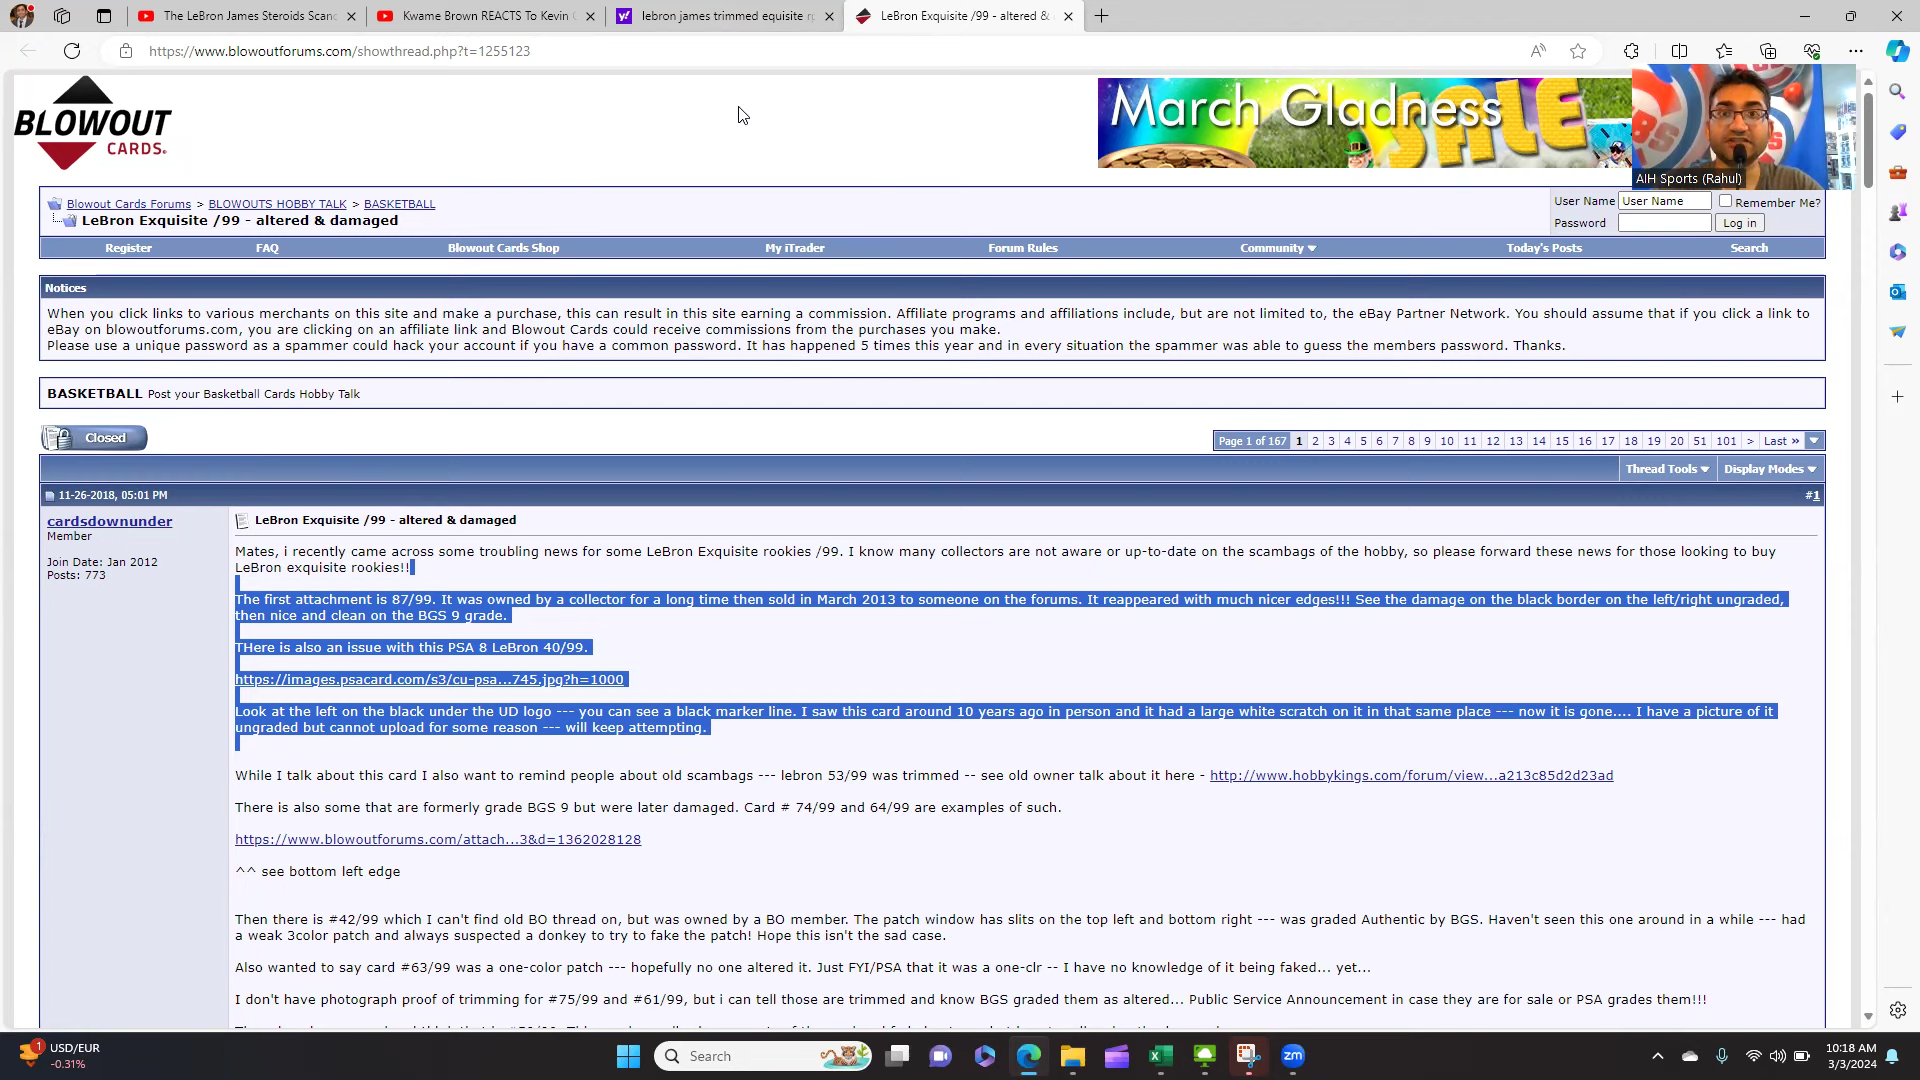 The LeBron James Steroids Scan
Kwame Brown REACTS To Kevin
lebron james trimmed equisite r
LeBron Exquisite /99 - altered &
https://www.blowoutforums.com/showthread.php?t=1255123
BLOWOUT
CARDS.
March Gladness
SALE
AIH Sports (Rahul)
Blowout Cards Forums > BLOWOUTS HOBBY TALK > BASKETBALL
LeBron Exquisite /99 - altered & damaged
User Name User Name Remember Me?
Password Log in
Register FAQ Blowout Cards Shop My iTrader Forum Rules Community Today's Posts Search
Notices
When you click links to various merchants on this site and make a purchase, this can result in this site earning a commission. Affiliate programs and affiliations include, but are not limited to, the eBay Partner Network. You should assume that if you click a link to
eBay on blowoutforums.com, you are clicking on an affiliate link and Blowout Cards could receive commissions from the purchases you make.
Please use a unique password as a spammer could hack your account if you have a common password. It has happened 5 times this year and in every situation the spammer was able to guess the members password. Thanks.
BASKETBALL Post your Basketball Cards Hobby Talk
Closed
Page 1 of 167 1 2 3 4 5 6 7 8 9 10 11 12 13 14 15 16 17 18 19 20 51 101 > Last »
Thread Tools Display Modes
11-26-2018, 05:01 PM #1
cardsdownunder
Member
Join Date: Jan 2012
Posts: 773
LeBron Exquisite /99 - altered & damaged
Mates, i recently came across some troubling news for some LeBron Exquisite rookies /99. I know many collectors are not aware or up-to-date on the scambags of the hobby, so please forward these news for those looking to buy
LeBron exquisite rookies!!
The first attachment is 87/99. It was owned by a collector for a long time then sold in March 2013 to someone on the forums. It reappeared with much nicer edges!!! See the damage on the black border on the left/right ungraded,
then nice and clean on the BGS 9 grade.
THere is also an issue with this PSA 8 LeBron 40/99.
https://images.psacard.com/s3/cu-psa...745.jpg?h=1000
Look at the left on the black under the UD logo --- you can see a black marker line. I saw this card around 10 years ago in person and it had a large white scratch on it in that same place --- now it is gone.... I have a picture of it
ungraded but cannot upload for some reason --- will keep attempting.
While I talk about this card I also want to remind people about old scambags --- lebron 53/99 was trimmed -- see old owner talk about it here - http://www.hobbykings.com/forum/view...a213c85d2d23ad
There is also some that are formerly grade BGS 9 but were later damaged. Card # 74/99 and 64/99 are examples of such.
https://www.blowoutforums.com/attach...3&d=1362028128
^^ see bottom left edge
Then there is #42/99 which I can't find old BO thread on, but was owned by a BO member. The patch window has slits on the top left and bottom right --- was graded Authentic by BGS. Haven't seen this one around in a while --- had
a weak 3color patch and always suspected a donkey to try to fake the patch! Hope this isn't the sad case.
Also wanted to say card #63/99 was a one-color patch --- hopefully no one altered it. Just FYI/PSA that it was a one-clr -- I have no knowledge of it being faked... yet...
I don't have photograph proof of trimming for #75/99 and #61/99, but i can tell those are trimmed and know BGS graded them as altered... Public Service Announcement in case they are for sale or PSA grades them!!!
1 USD/EUR
-0.31%
Search
zm
10:18 AM
3/3/2024